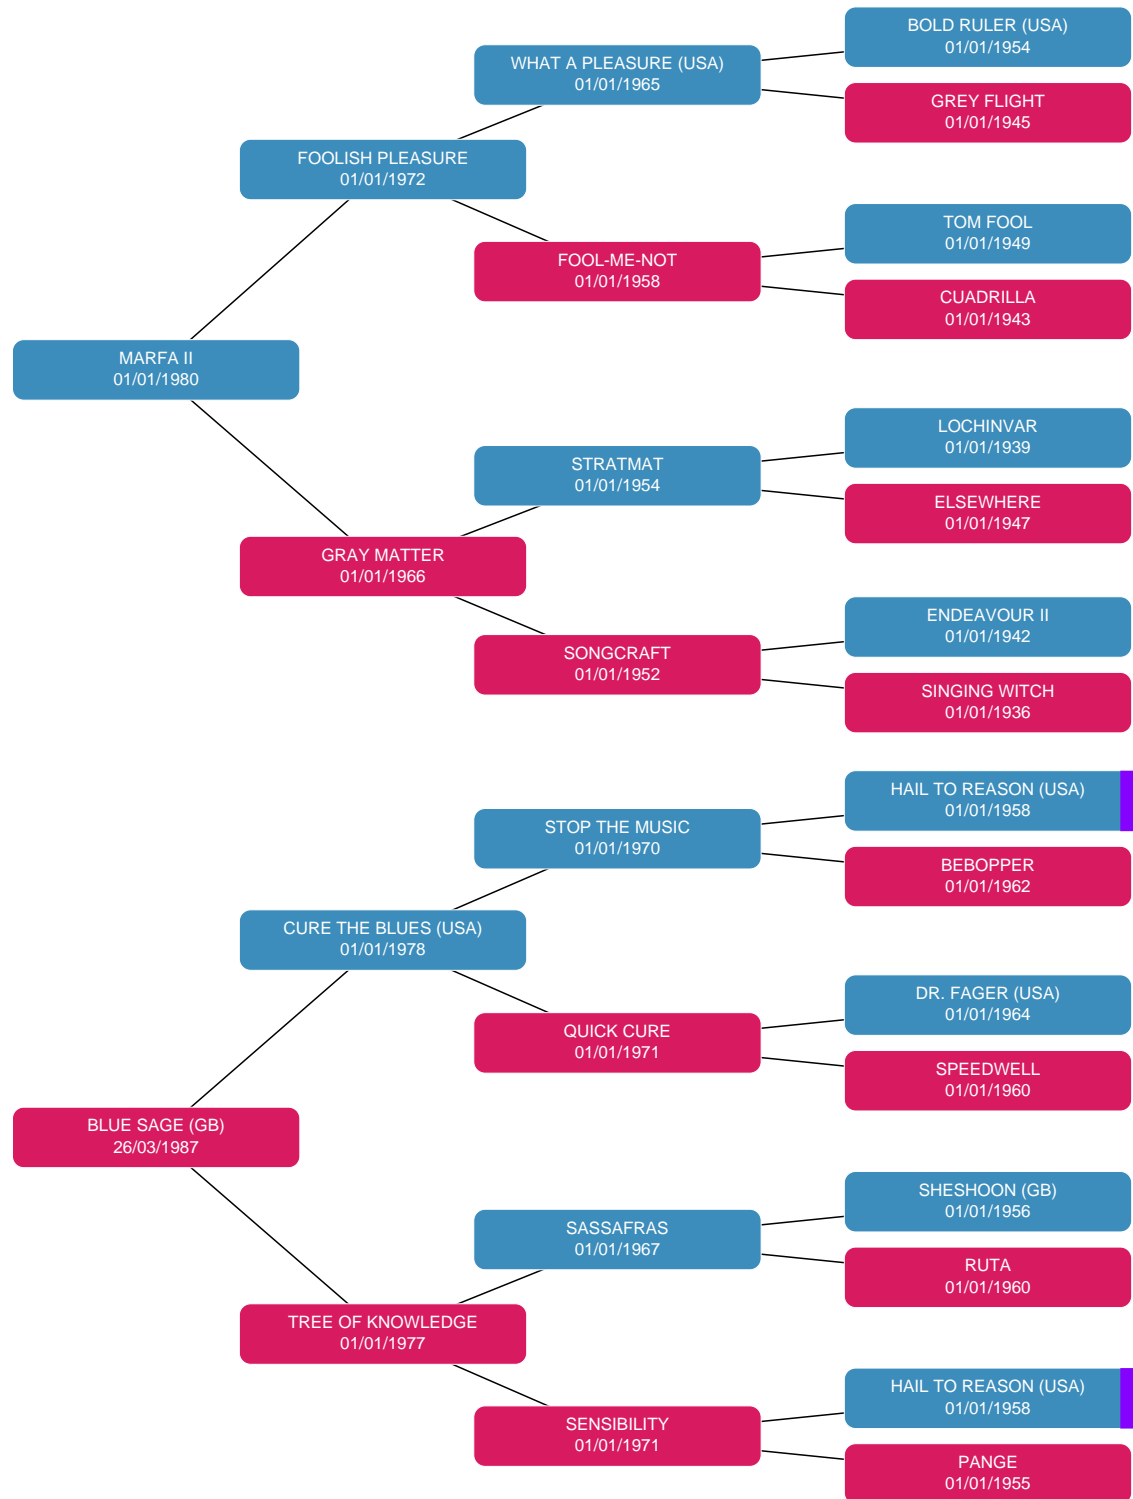 BOLD RULER (USA)
01/01/1954
WHAT A PLEASURE (USA)
01/01/1965
GREY FLIGHT
01/01/1945
FOOLISH PLEASURE
01/01/1972
TOM FOOL
01/01/1949
FOOL-ME-NOT
01/01/1958
CUADRILLA
01/01/1943
MARFA II
01/01/1980
LOCHINVAR
01/01/1939
STRATMAT
01/01/1954
ELSEWHERE
01/01/1947
GRAY MATTER
01/01/1966
ENDEAVOUR II
01/01/1942
SONGCRAFT
01/01/1952
SINGING WITCH
01/01/1936
HAIL TO REASON (USA)
01/01/1958
STOP THE MUSIC
01/01/1970
BEBOPPER
01/01/1962
CURE THE BLUES (USA)
01/01/1978
DR. FAGER (USA)
01/01/1964
QUICK CURE
01/01/1971
SPEEDWELL
01/01/1960
BLUE SAGE (GB)
26/03/1987
SHESHOON (GB)
01/01/1956
SASSAFRAS
01/01/1967
RUTA
01/01/1960
TREE OF KNOWLEDGE
01/01/1977
HAIL TO REASON (USA)
01/01/1958
SENSIBILITY
01/01/1971
PANGE
01/01/1955